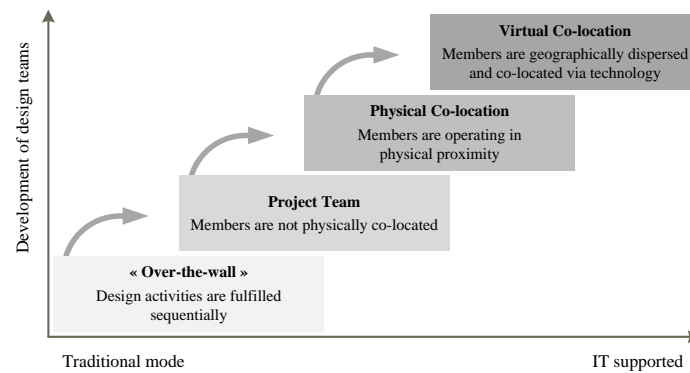 Virtual Co-location
Members are geographically dispersed
and co-located via technology
Physical Co-location
Members are operating in
physical proximity
Project Team
Members are not physically co-located
« Over-the-wall »
Design activities are fulfilled
sequentially
Development of design teams
Traditional mode
IT supported